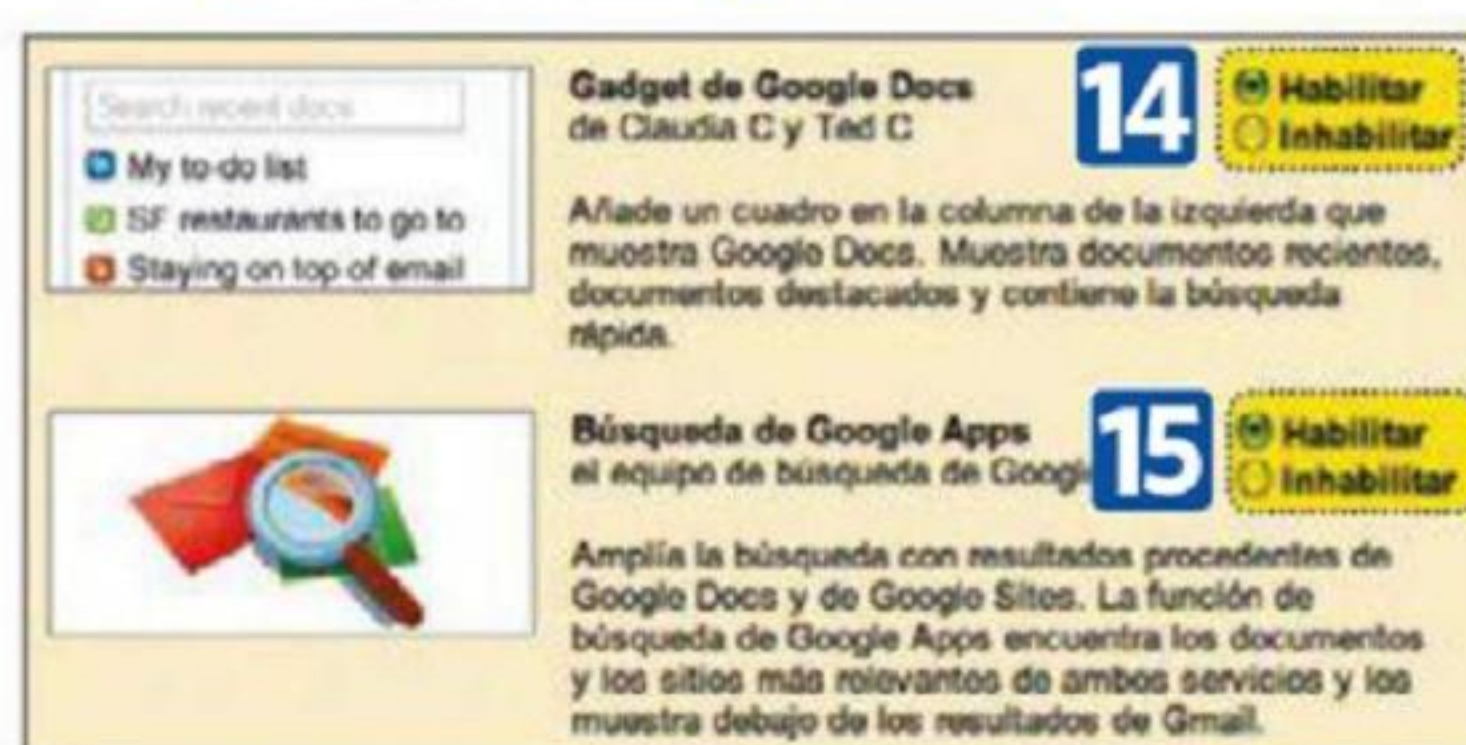 Search recent docs
My to-do list
SF restaurants to go to
Staying on top of email
Gadget de Google Docs
de Claudia C y Ted C
14
Habilitar
Inhabilitar
Añade un cuadro en la columna de la izquierda que
muestra Google Docs. Muestra documentos recientes,
documentos destacados y contiene la búsqueda
rápida.
Búsqueda de Google Apps
el equipo de búsqueda de Googl
15
Habilitar
Inhabilitar
Amplía la búsqueda con resultados procedentes de
Google Docs y de Google Sites. La función de
búsqueda de Google Apps encuentra los documentos
y los sitios más relevantes de ambos servicios y los
muestra debajo de los resultados de Gmail.